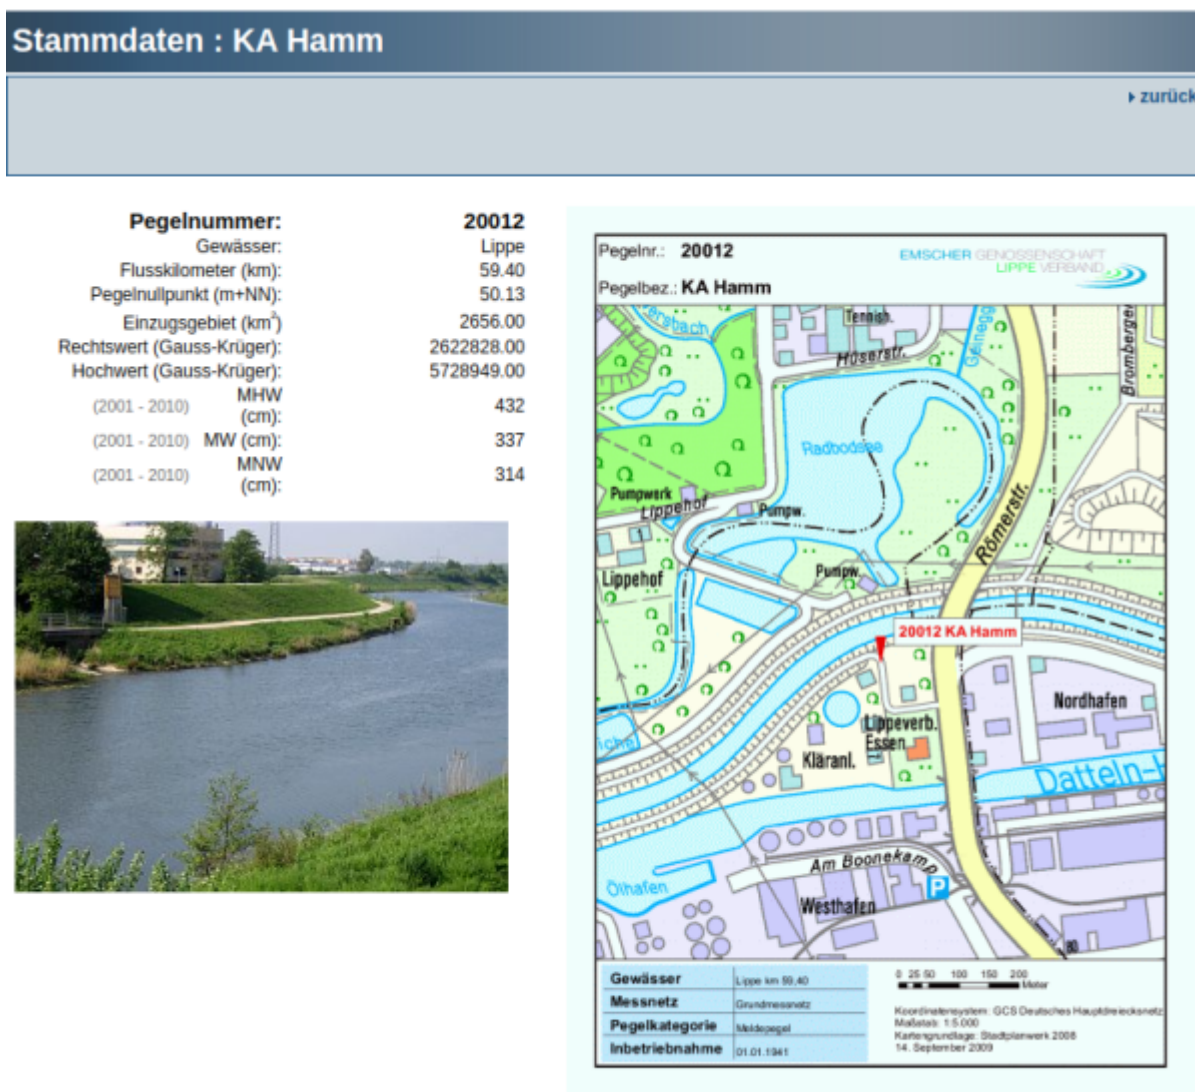 Stammdaten : KA Hamm
zurück
Pegelnummer: 20012
Gewässer: Lippe
Flusskilometer (km): 59.40
Pegelnullpunkt (m+NN): 50.13
Einzugsgebiet (km²) 2656.00
Rechtswert (Gauss-Krüger): 2622828.00
Hochwert (Gauss-Krüger): 5728949.00
(2001 - 2010) MHW (cm): 432
(2001 - 2010) MW (cm): 337
(2001 - 2010) MNW (cm): 314
Pegelnr.: 20012
EMSCHER GENOSSENSCHAFT
LIPPE VERBAND
Pegelbez.: KA Hamm
Tennish.
Hüserstr.
Bromberger
Radbodsee
Pumpwerk
Lippehof
Pumpw.
Römerstr.
Lippehof
Pumpw.
20012 KA Hamm
Nordhafen
Lippeverb.
Essen
Kläranl.
Datteln-H
Am Boonekamp
P
Ölhafen
Westhafen
80
Gewässer Lippe km 59,40
Messnetz Grundmessnetz
Pegelkategorie Meldepegel
Inbetriebnahme 01.01.1941
0 25 50 100 150 200
Meter
Koordinatensystem: GCS Deutsches Hauptdreiecksnetz
Maßstab: 1:5.000
Kartengrundlage: Stadtplanwerk 2008
14. September 2009